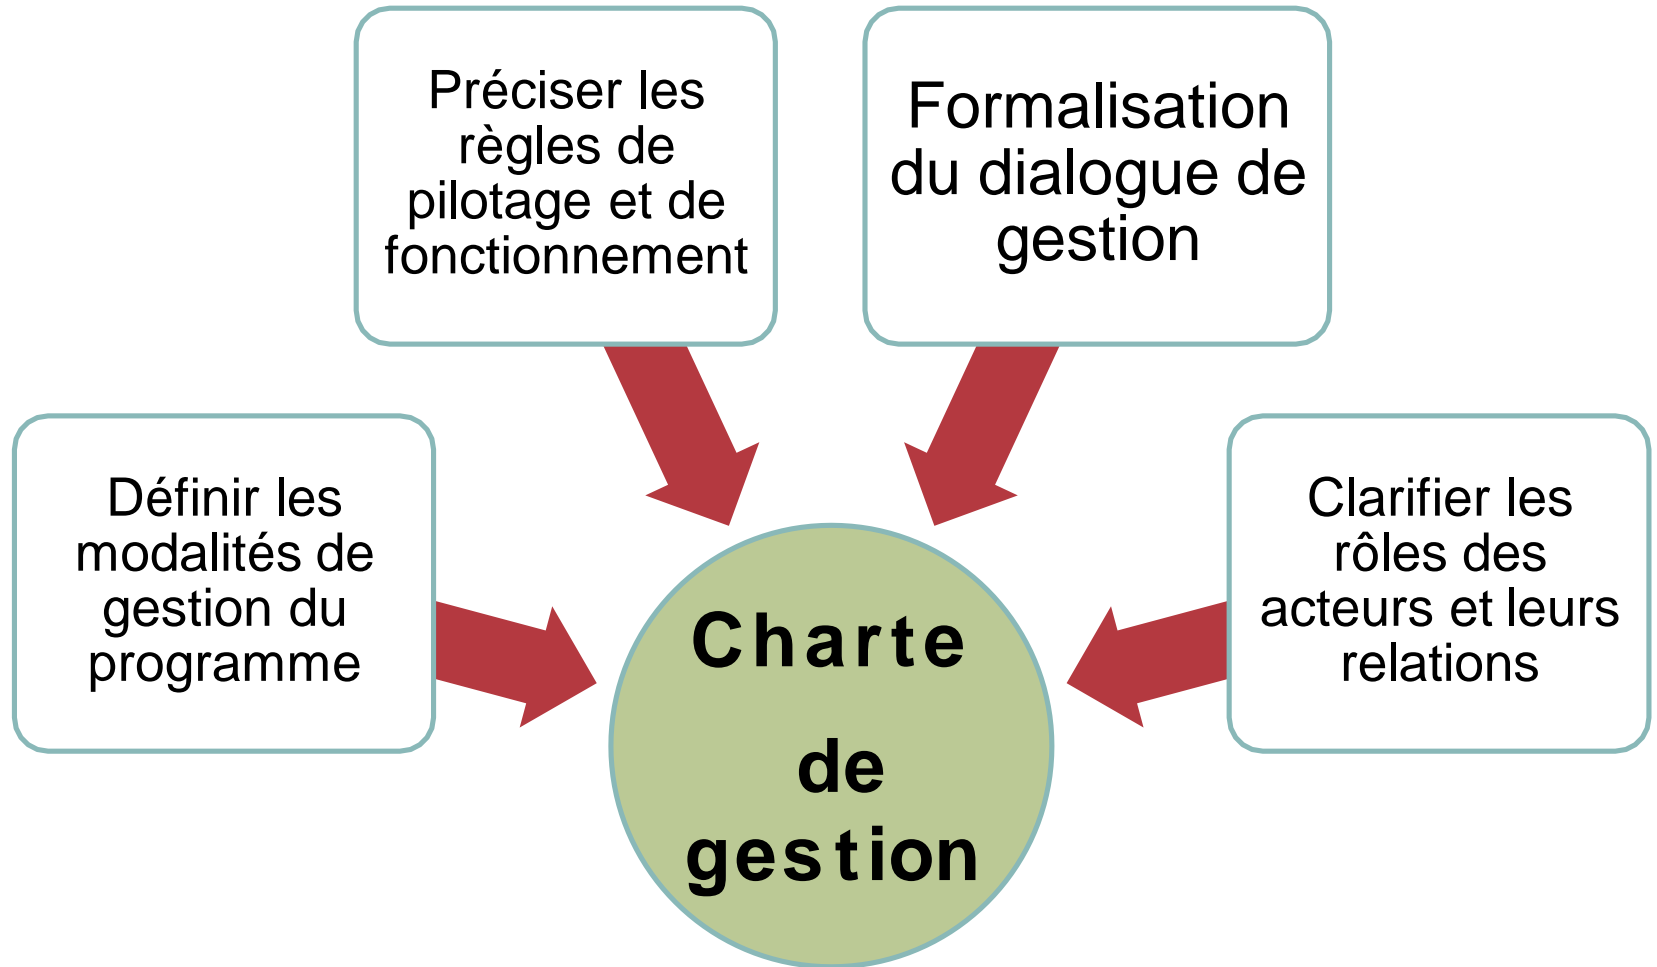 Préciser les
règles de
pilotage et de
fonctionnement
Formalisation
du dialogue de
gestion
Définir les
modalités de
gestion du
programme
Clarifier les
rôles des
acteurs et leurs
relations
Charte
de
gestion